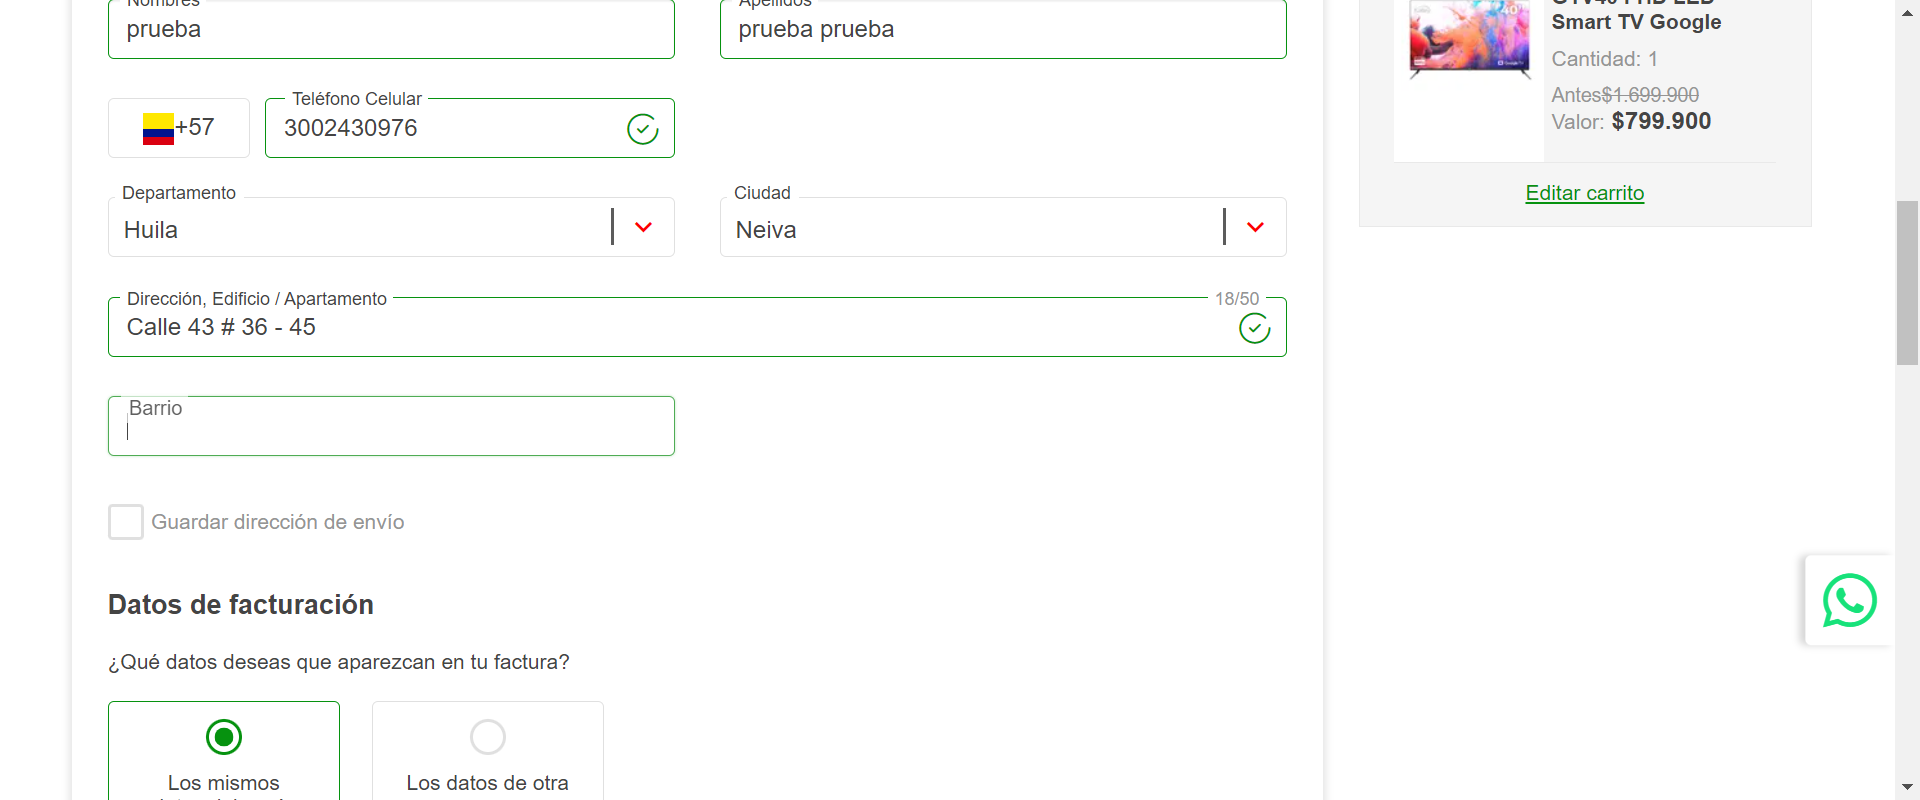 Nombres
prueba
Apellidos
prueba prueba
+57
Teléfono Celular
3002430976
Departamento
Huila
Ciudad
Neiva
Dirección, Edificio / Apartamento
18/50
Calle 43 # 36 - 45
Barrio
Guardar dirección de envío
Datos de facturación
¿Qué datos deseas que aparezcan en tu factura?
Los mismos
Los datos de otra
Smart TV Google
Cantidad: 1
Antes$1.699.900
Valor: $799.900
Editar carrito